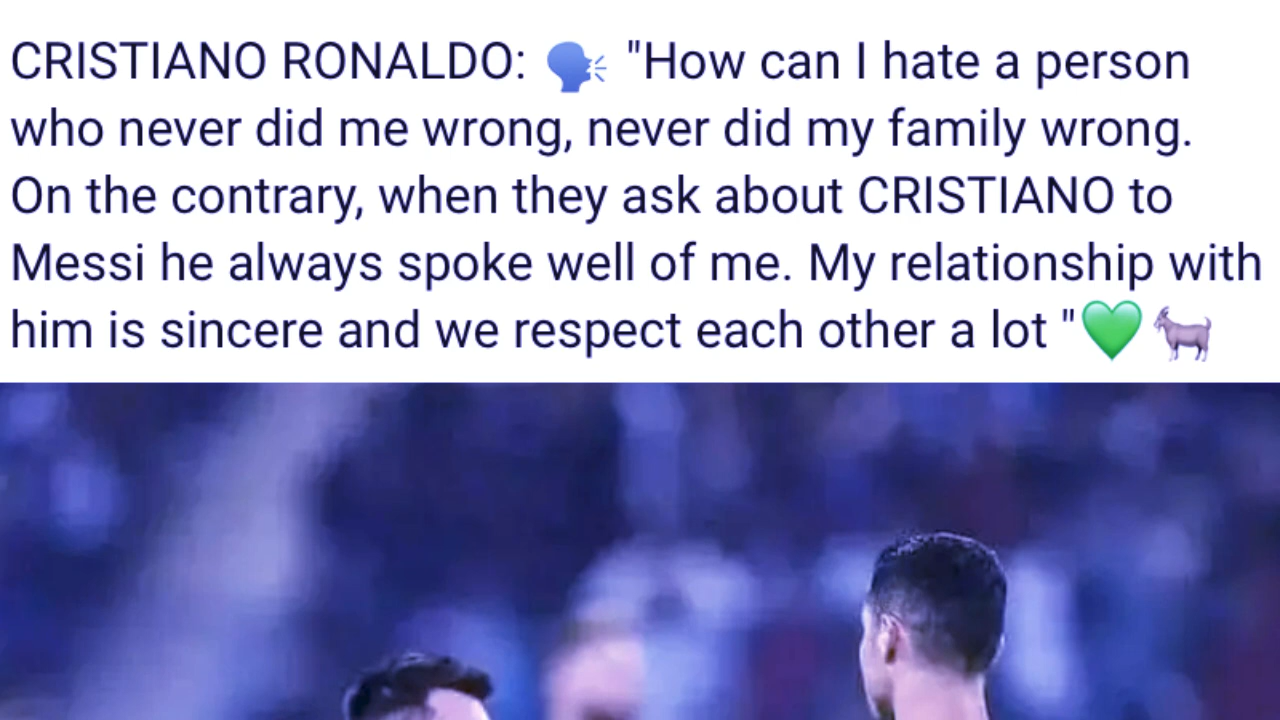 CRISTIANO RONALDO: 🗣️ "How can I hate a person
who never did me wrong, never did my family wrong.
On the contrary, when they ask about CRISTIANO to
Messi he always spoke well of me. My relationship with
him is sincere and we respect each other a lot "💚🐐